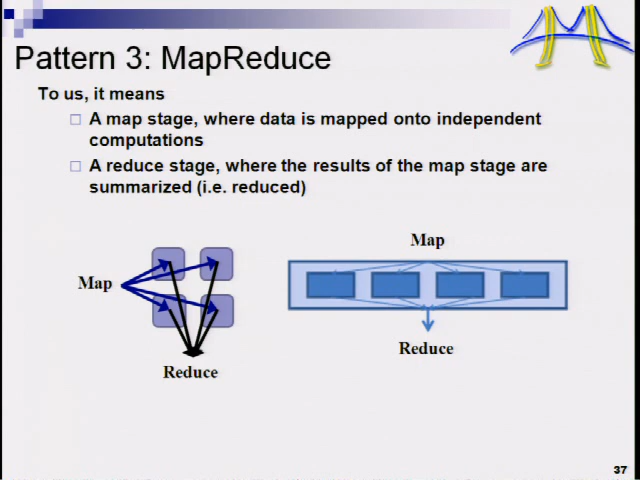 Pattern 3: MapReduce
To us, it means
A map stage, where data is mapped onto independent
computations
A reduce stage, where the results of the map stage are
summarized (i.e. reduced)
Map
Map
Reduce
Reduce
37